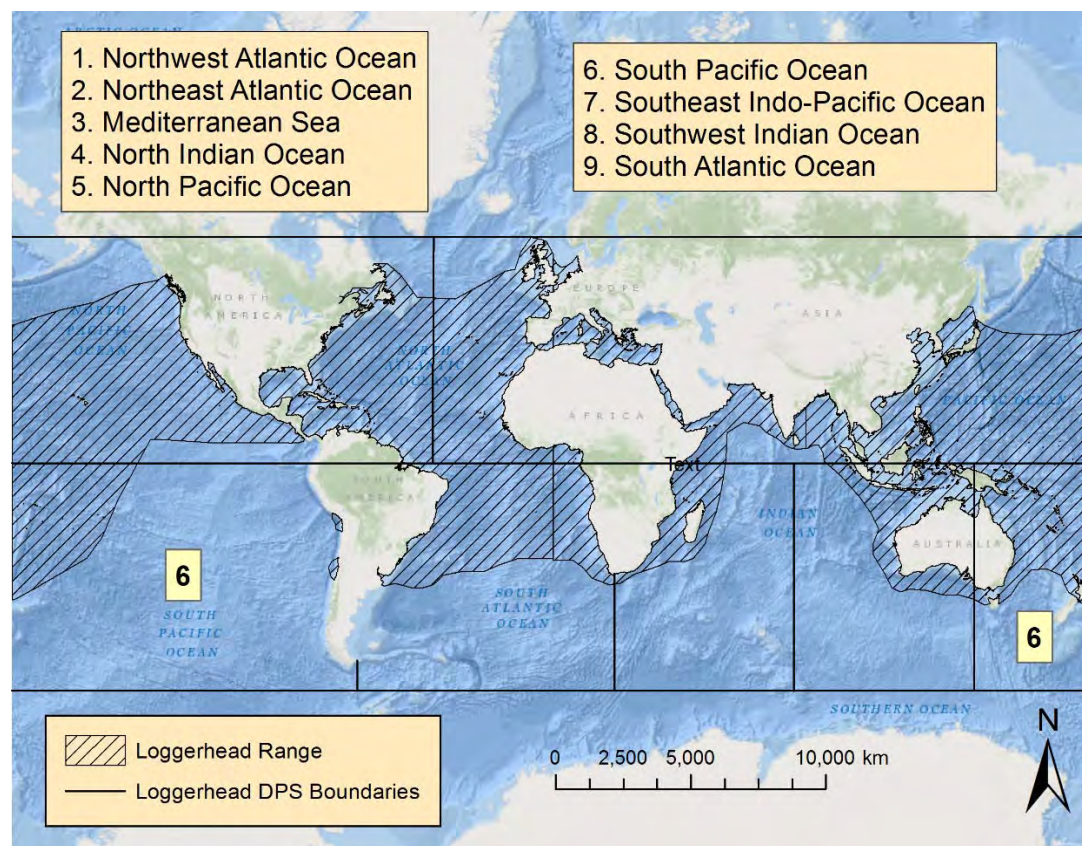 ARCTIC OCEAN
1. Northwest Atlantic Ocean
2. Northeast Atlantic Ocean
3. Mediterranean Sea
4. North Indian Ocean
5. North Pacific Ocean
6. South Pacific Ocean
7. Southeast Indo-Pacific Ocean
8. Southwest Indian Ocean
9. South Atlantic Ocean
NORTH
AMERICA
EUROPE
ASIA
NORTH
PACIFIC
OCEAN
NORTH
ATLANTIC
OCEAN
AFRICA
PACIFIC OCEAN
Text
SOUTH
AMERICA
INDIAN
OCEAN
AUSTRALIA
6
SOUTH
PACIFIC
OCEAN
SOUTH
ATLANTIC
OCEAN
6
SOUTHERN OCEAN
Loggerhead Range
Loggerhead DPS Boundaries
0 2,500 5,000 10,000 km
N